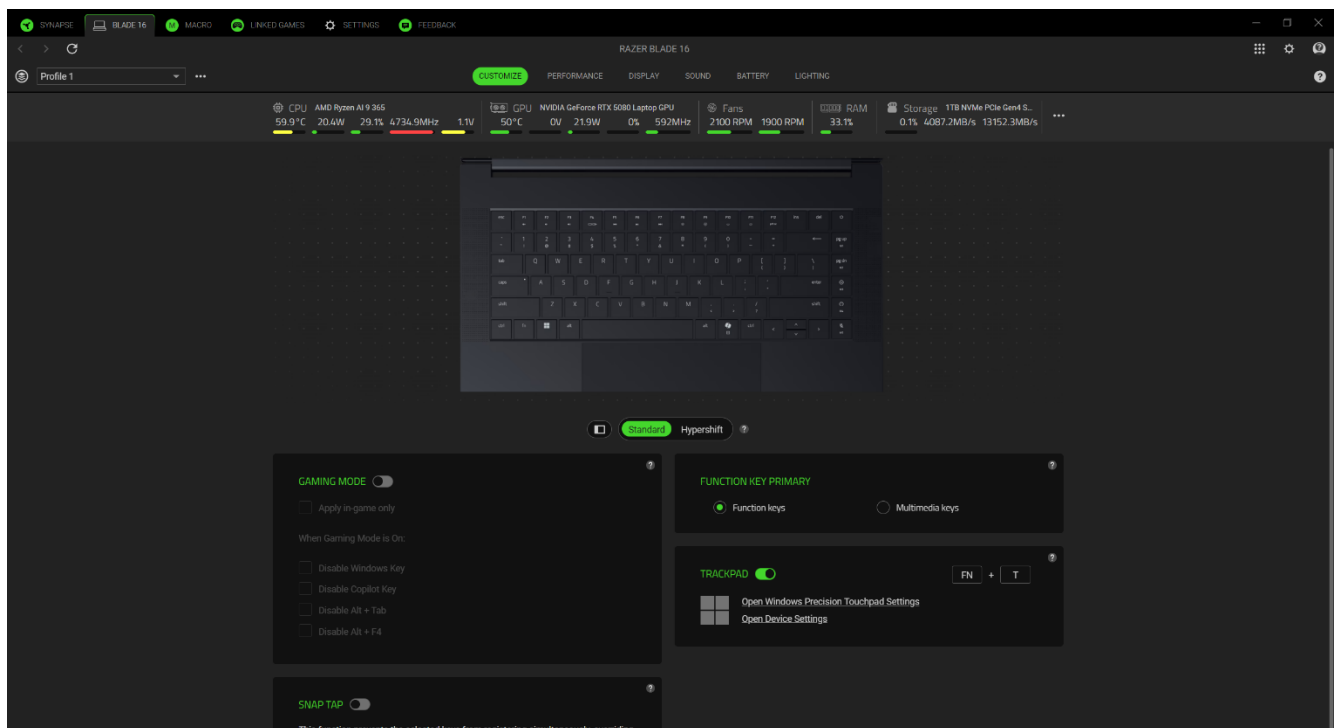 SYNAPSE BLADE 16 MACRO LINKED GAMES SETTINGS FEEDBACK
RAZER BLADE 16
Profile 1 CUSTOMIZE PERFORMANCE DISPLAY SOUND BATTERY LIGHTING
CPU AMD Ryzen AI 9 365 GPU NVIDIA GeForce RTX 5080 Laptop GPU Fans RAM Storage 1TB NVMe PCIe Gen4 S...
59.9°C 20.4W 29.1% 4734.9MHz 1.1V 50°C 0V 21.9W 0% 592MHz 2100 RPM 1900 RPM 33.1% 0.1% 4087.2MB/s 13152.3MB/s
Q W E R T Y U I O P
A S D F G H J K L
Z X C V B N M
Standard Hypershift
GAMING MODE
Apply in-game only
When Gaming Mode is On:
Disable Windows Key
Disable Copilot Key
Disable Alt + Tab
Disable Alt + F4
FUNCTION KEY PRIMARY
Function keys Multimedia keys
TRACKPAD FN + T
Open Windows Precision Touchpad Settings
Open Device Settings
SNAP TAP